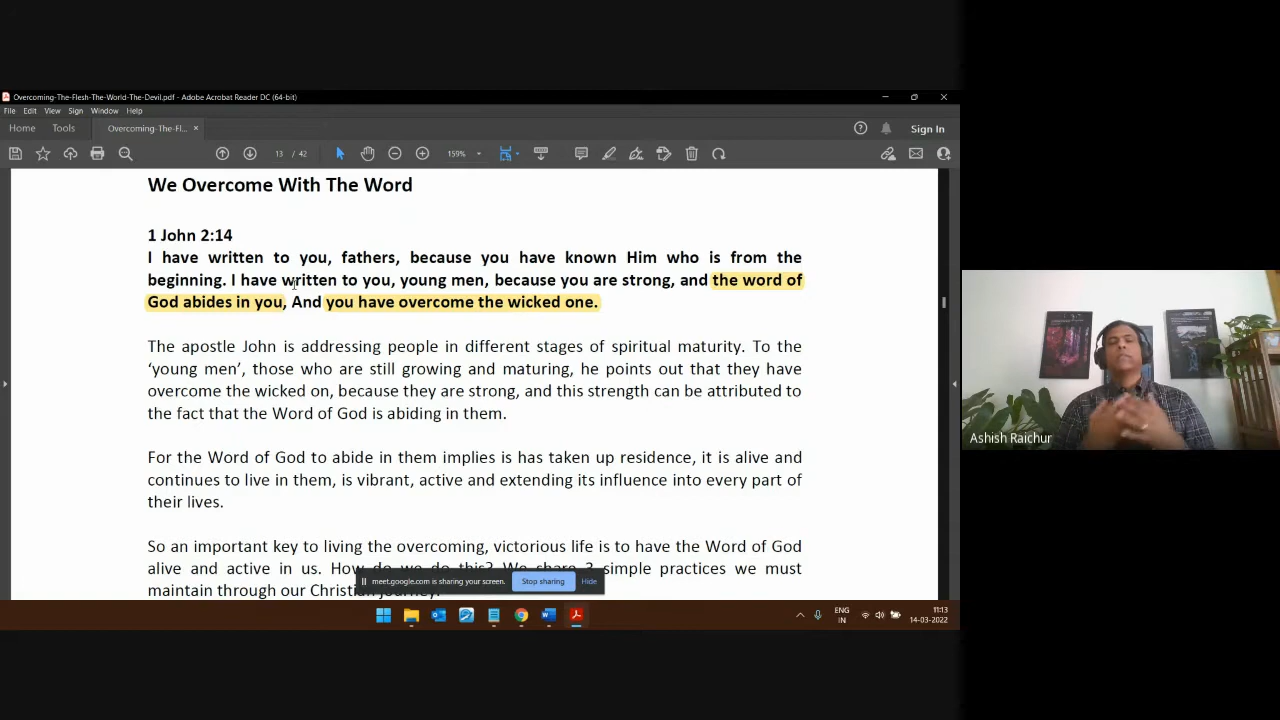 Overcoming-The-Flesh-The-World-The-Devil.pdf - Adobe Acrobat Reader DC (64-bit)
File Edit View Sign Window Help
Home Tools Overcoming-The-Fl... × Sign In
13 / 42 159%
We Overcome With The Word
1 John 2:14
I have written to you, fathers, because you have known Him who is from the
beginning. I have written to you, young men, because you are strong, and the word of
God abides in you, And you have overcome the wicked one.
The apostle John is addressing people in different stages of spiritual maturity. To the
‘young men’, those who are still growing and maturing, he points out that they have
overcome the wicked on, because they are strong, and this strength can be attributed to
the fact that the Word of God is abiding in them.
For the Word of God to abide in them implies is has taken up residence, it is alive and
continues to live in them, is vibrant, active and extending its influence into every part of
their lives.
So an important key to living the overcoming, victorious life is to have the Word of God
alive and active in us. How do we do this? We share 3 simple practices we must
maintain through our Christian journey.
meet.google.com is sharing your screen. Stop sharing Hide
Ashish Raichur
ENG
IN
11:13
14-03-2022